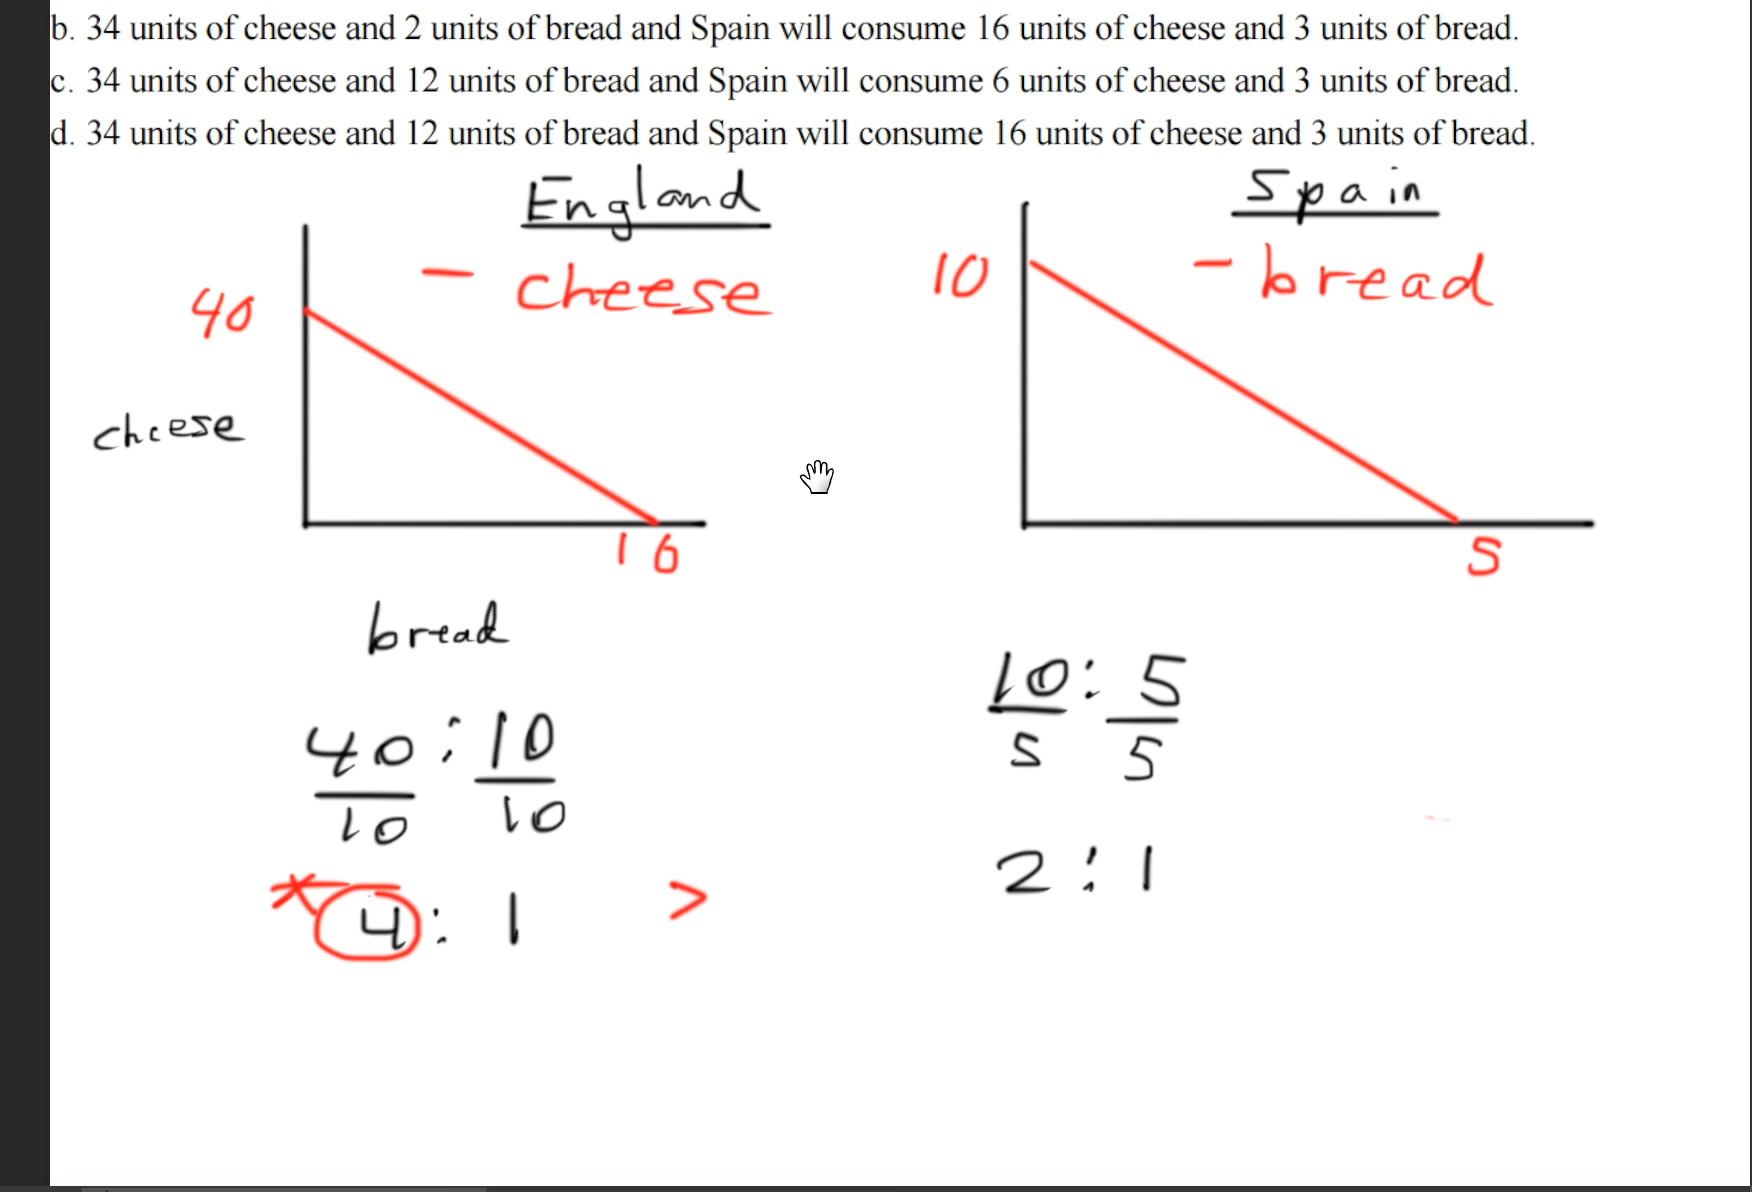 b. 34 units of cheese and 2 units of bread and Spain will consume 16 units of cheese and 3 units of bread.
c. 34 units of cheese and 12 units of bread and Spain will consume 6 units of cheese and 3 units of bread.
d. 34 units of cheese and 12 units of bread and Spain will consume 16 units of cheese and 3 units of bread.
England
- cheese
40
cheese
16
bread
40 : 10
10 10
* 4 : 1 >
Spain
- bread
10
5
10 : 5
5 5
2 : 1